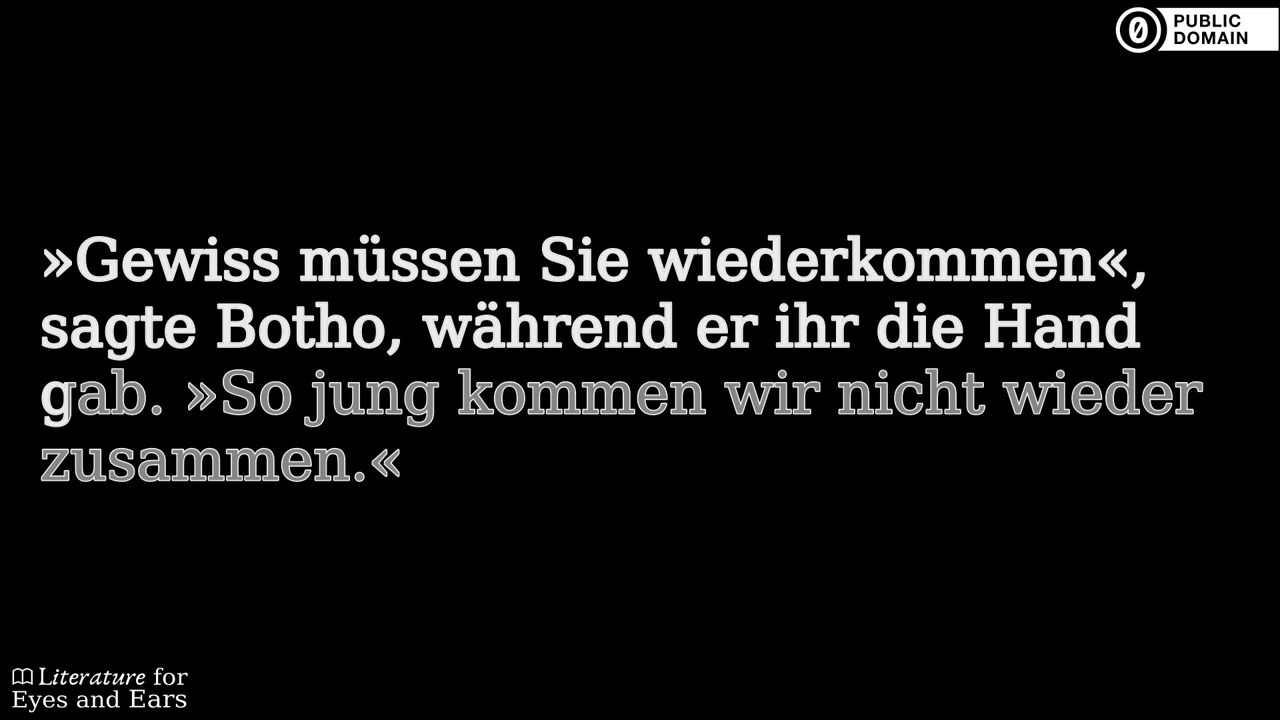 PUBLIC
DOMAIN
»Gewiss müssen Sie wiederkommen«,
sagte Botho, während er ihr die Hand
gab. »So jung kommen wir nicht wieder
zusammen.«
Literature for
Eyes and Ears